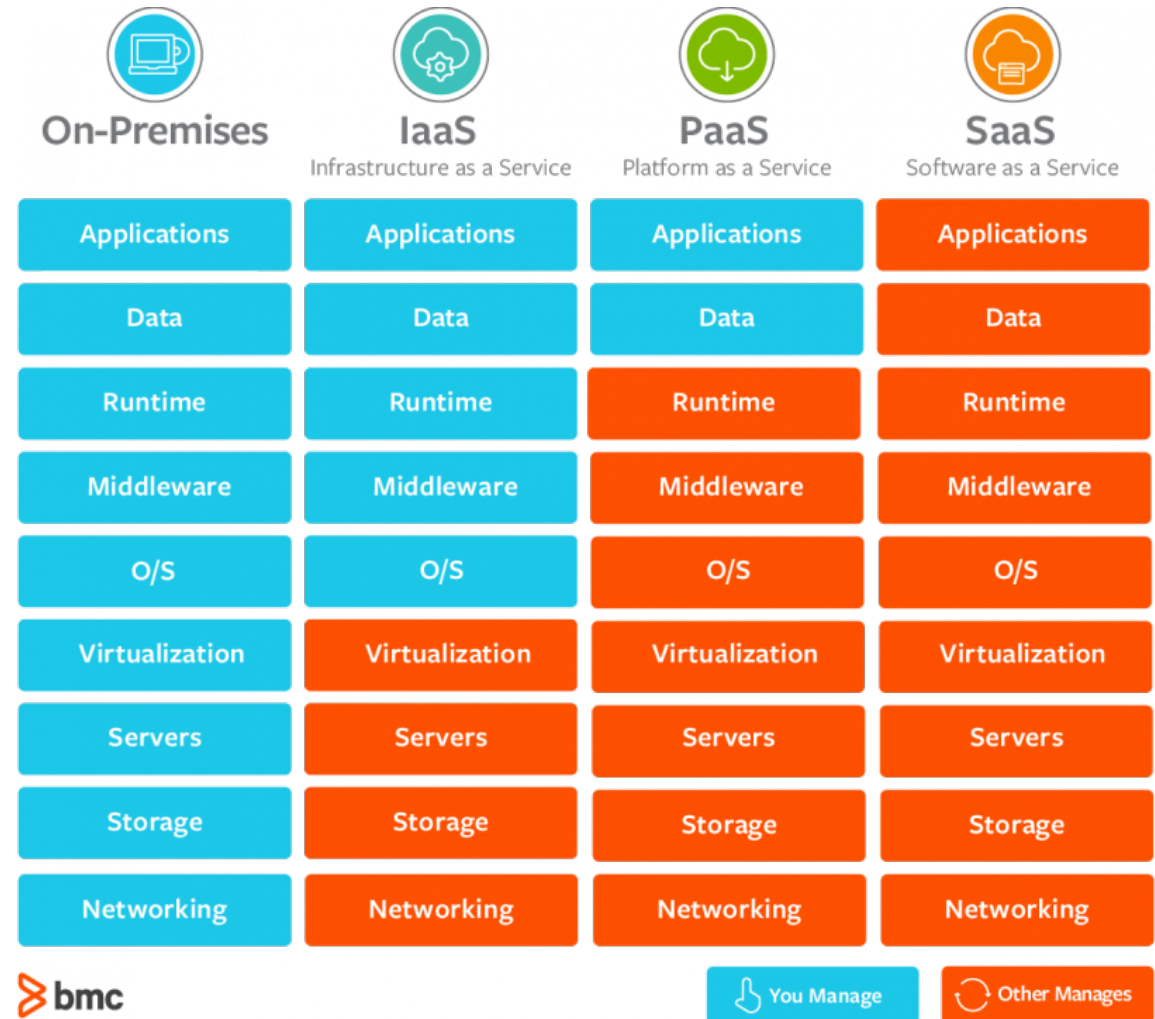 On-Premises
IaaS
PaaS
SaaS
Infrastructure as a Service
Platform as a Service
Software as a Service
Applications
Applications
Applications
Applications
Data
Data
Data
Data
Runtime
Runtime
Runtime
Runtime
Middleware
Middleware
Middleware
Middleware
O/S
O/S
O/S
O/S
Virtualization
Virtualization
Virtualization
Virtualization
Servers
Servers
Servers
Servers
Storage
Storage
Storage
Storage
Networking
Networking
Networking
Networking
bmc
You Manage
Other Manages